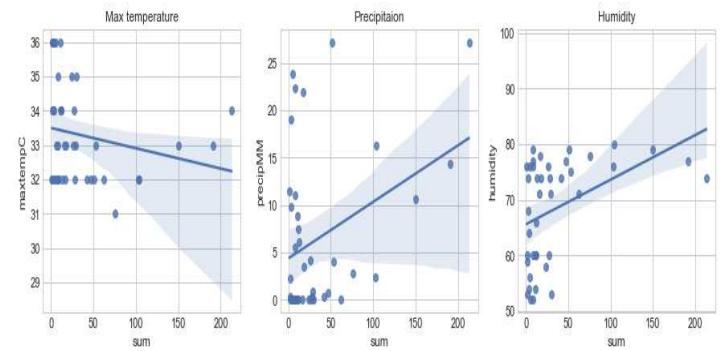 Max temperature
Precipitaion
Humidity
maxtempC
36
35
34
33
32
31
30
29
0 50 100 150 200
sum
precipMM
25
20
15
10
5
0
0 50 100 150 200
sum
humidity
100
90
80
70
60
50
0 50 100 150 200
sum